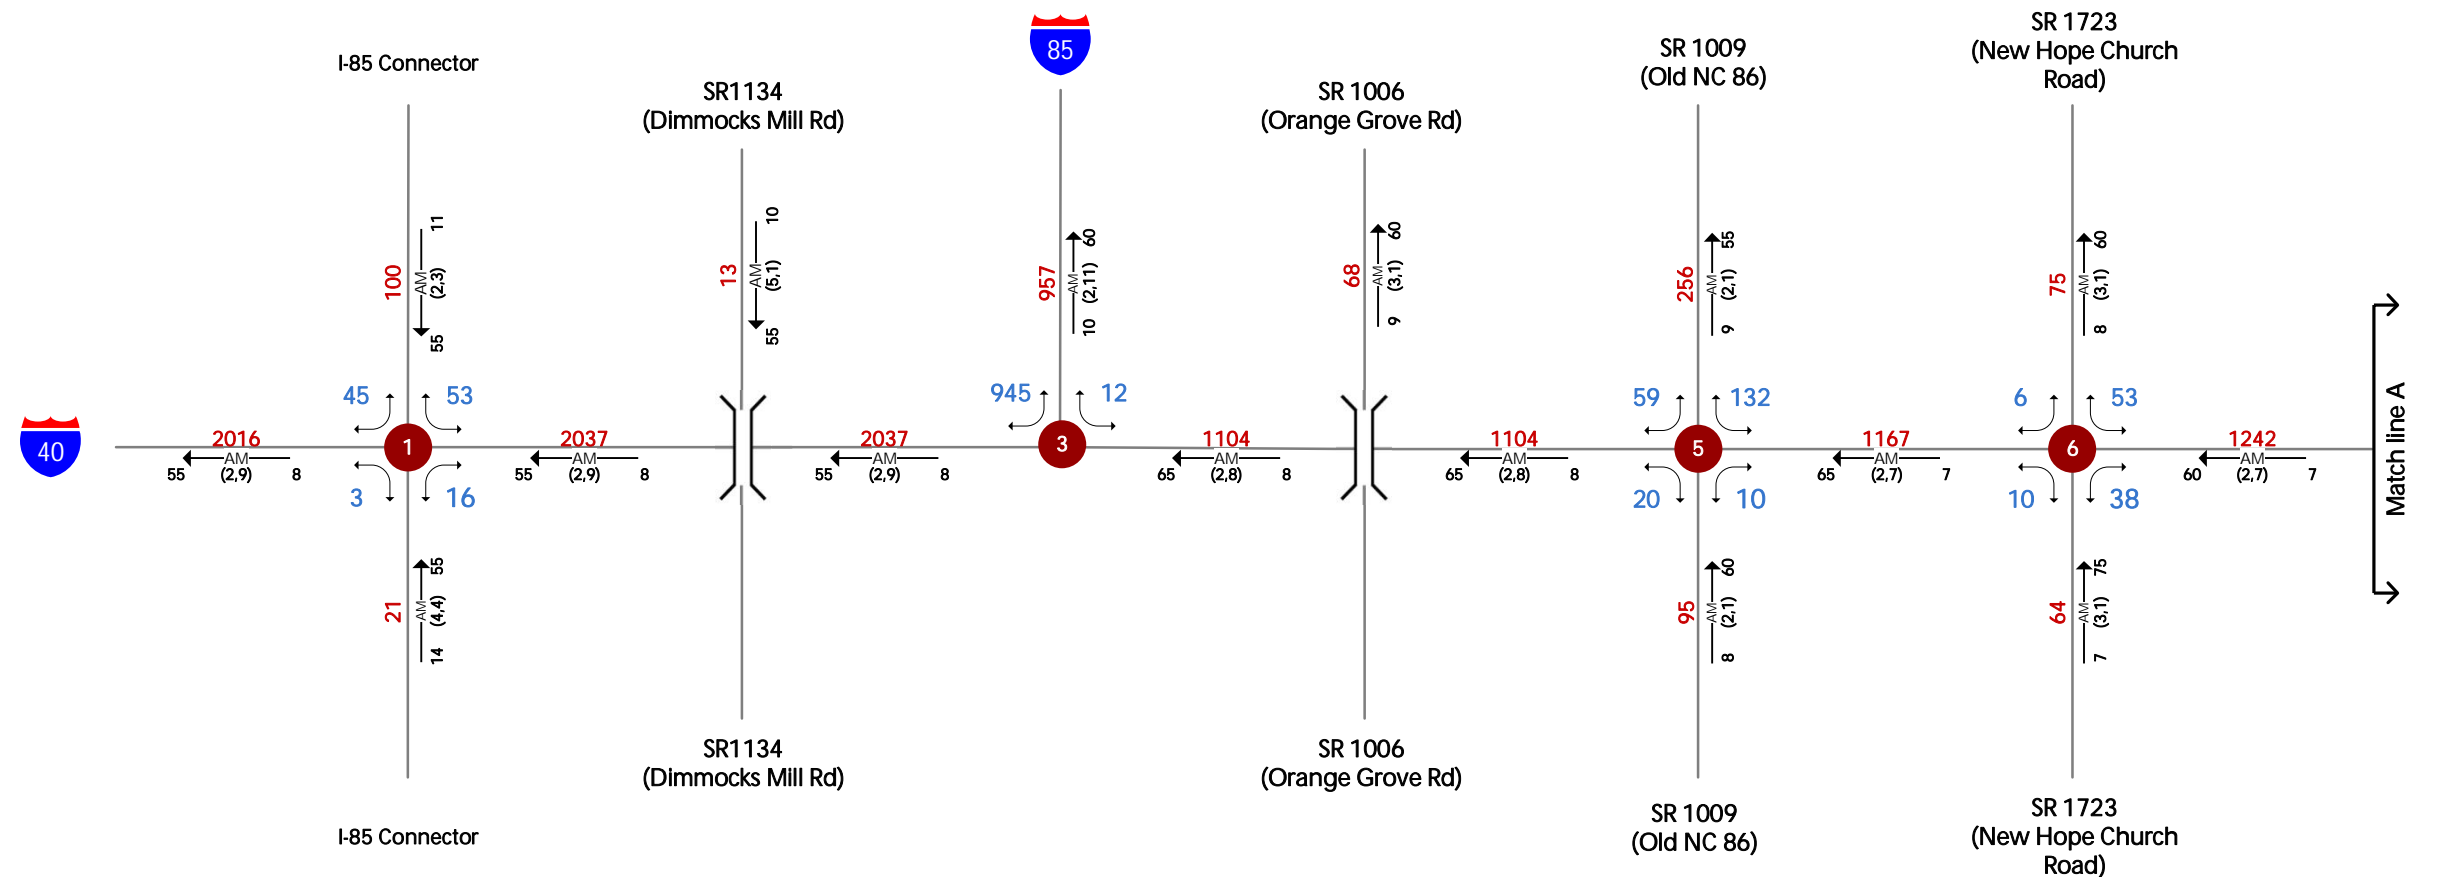 SR 1723
(New Hope Church
Road)
SR 1009
(Old NC 86)
85
I-85 Connector
SR1134
(Dimmocks Mill Rd)
SR 1006
(Orange Grove Rd)
11
100
AM
(2,3)
55
10
13
AM
(5,1)
55
60
957
AM
(2,11)
10
60
68
AM
(3,1)
9
55
256
AM
(2,1)
9
60
75
AM
(3,1)
8
45
53
945
12
59
132
6
53
40
2016
AM
55
(2,9)
8
1
2037
AM
55
(2,9)
8
2037
AM
55
(2,9)
8
3
1104
AM
65
(2,8)
8
1104
AM
65
(2,8)
8
5
1167
AM
65
(2,7)
7
6
1242
AM
60
(2,7)
7
Match line A
3
16
20
10
10
38
55
21
AM
(4,4)
14
60
95
AM
(2,1)
8
75
64
AM
(3,1)
7
SR1134
(Dimmocks Mill Rd)
SR 1006
(Orange Grove Rd)
I-85 Connector
SR 1009
(Old NC 86)
SR 1723
(New Hope Church
Road)